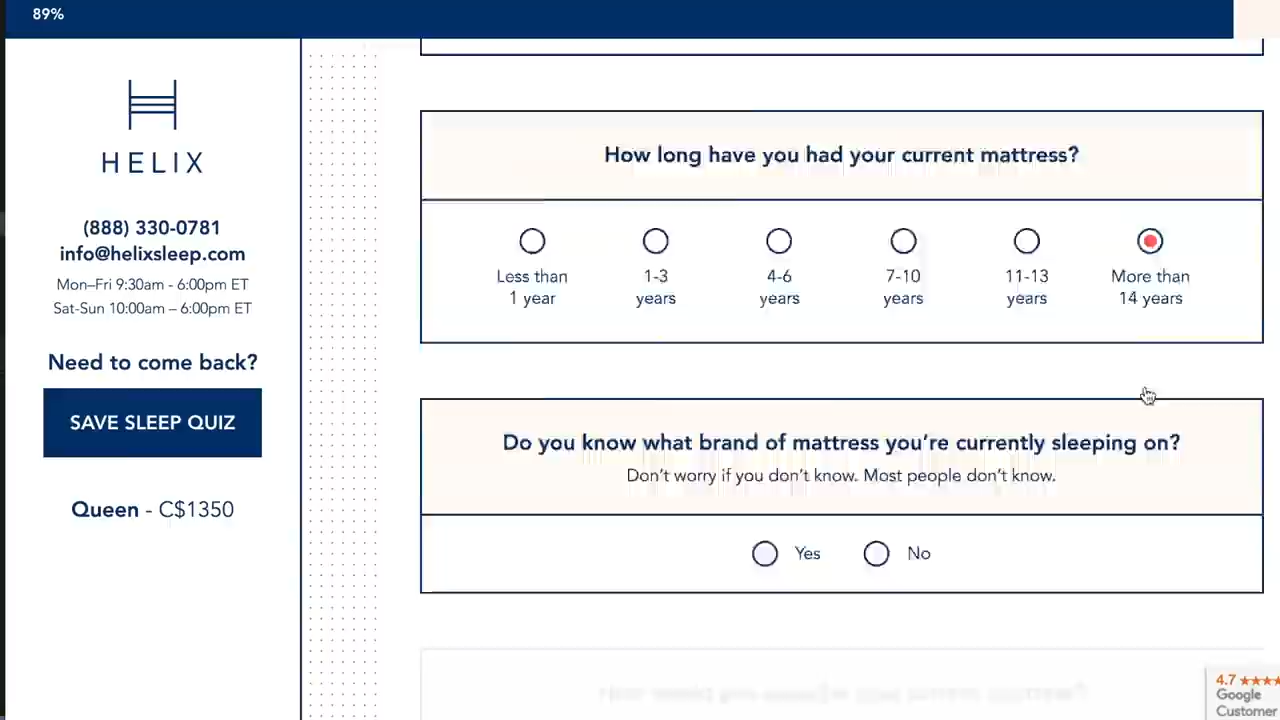 89%
HELIX
(888) 330-0781
info@helixsleep.com
Mon–Fri 9:30am - 6:00pm ET
Sat-Sun 10:00am – 6:00pm ET
Need to come back?
SAVE SLEEP QUIZ
Queen - C$1350
How long have you had your current mattress?
Less than
1 year
1-3
years
4-6
years
7-10
years
11-13
years
More than
14 years
Do you know what brand of mattress you're currently sleeping on?
Don't worry if you don't know. Most people don't know.
Yes
No
4.7
Google
Customer